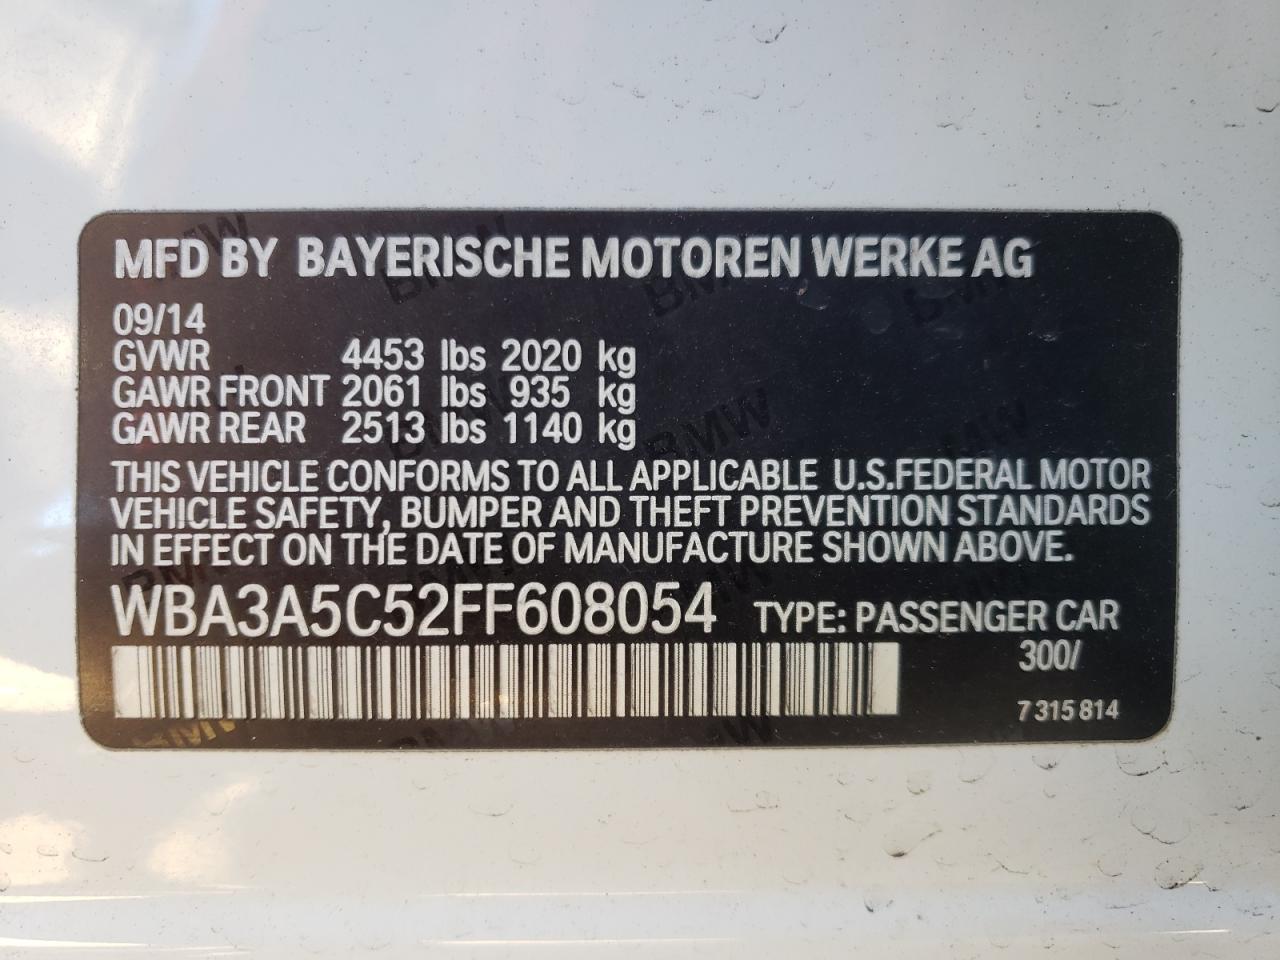 MFD BY BAYERISCHE MOTOREN WERKE AG
09/14
GVWR 4453 lbs 2020 kg
GAWR FRONT 2061 lbs 935 kg
GAWR REAR 2513 lbs 1140 kg
THIS VEHICLE CONFORMS TO ALL APPLICABLE U.S.FEDERAL MOTOR
VEHICLE SAFETY, BUMPER AND THEFT PREVENTION STANDARDS
IN EFFECT ON THE DATE OF MANUFACTURE SHOWN ABOVE.
WBA3A5C52FF608054 TYPE: PASSENGER CAR
300/
7 315 814